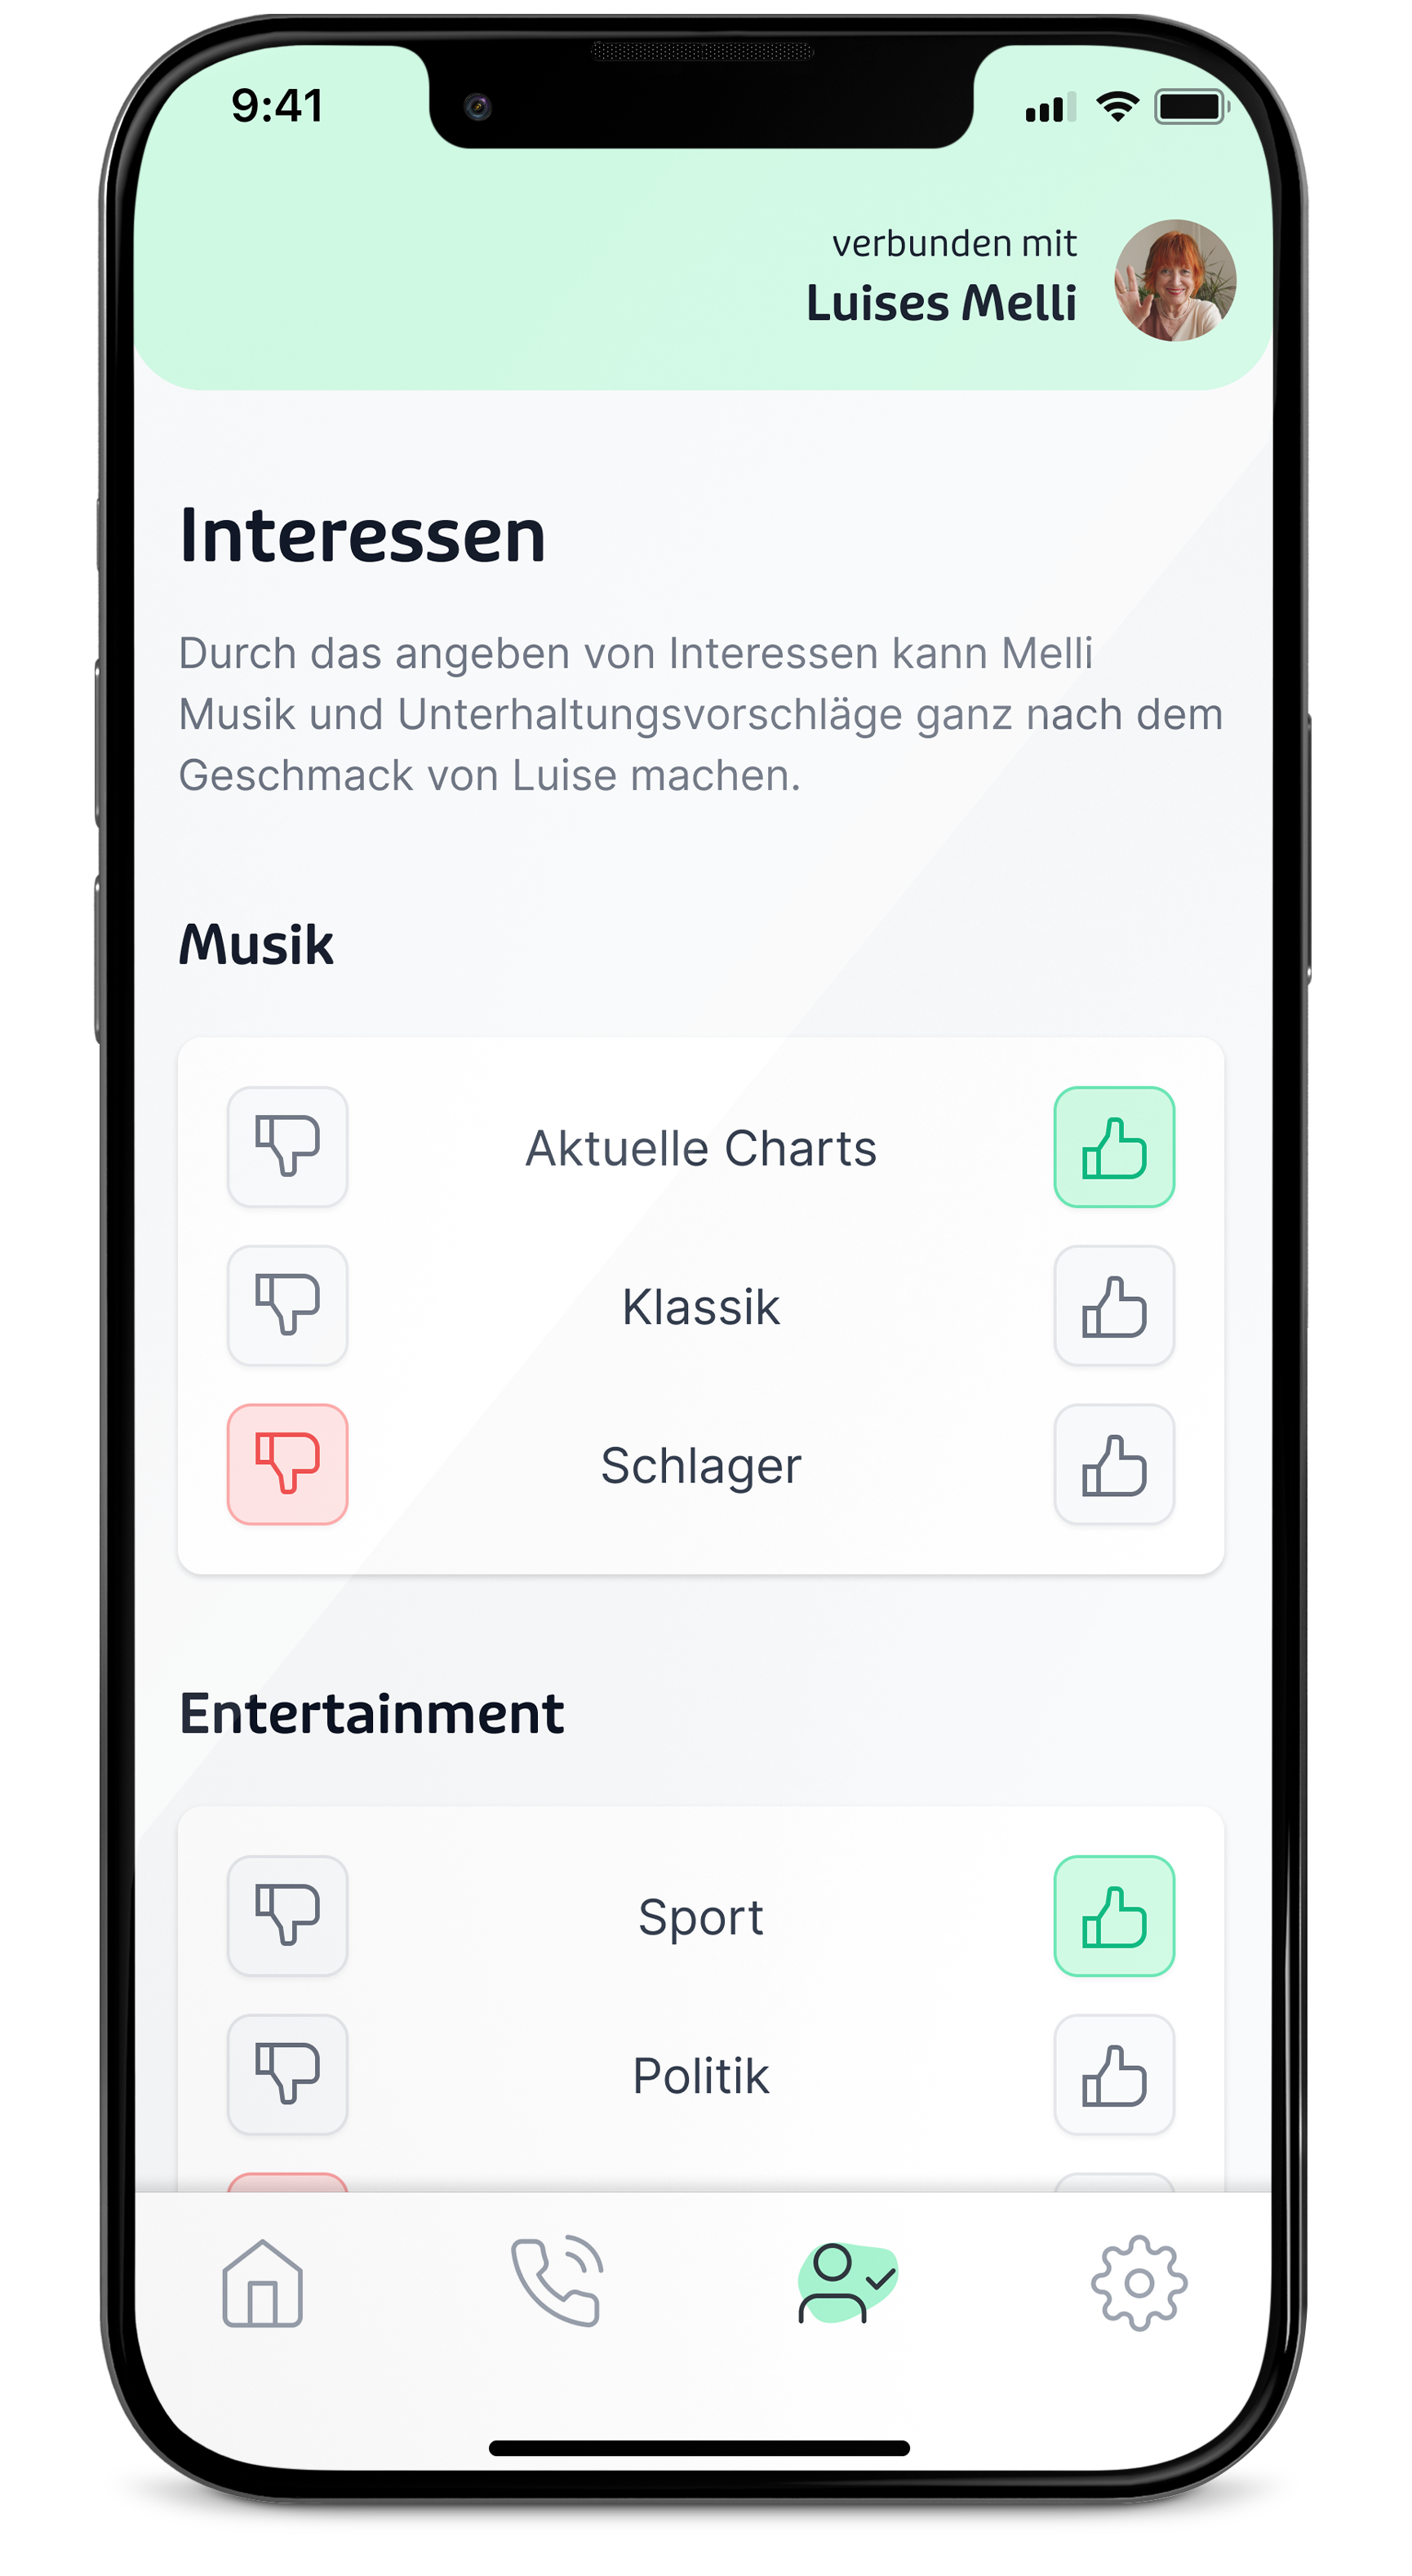 9:41
verbunden mit
Luises Melli
Interessen
Durch das angeben von Interessen kann Melli
Musik und Unterhaltungsvorschläge ganz nach dem
Geschmack von Luise machen.
Musik
Aktuelle Charts
Klassik
Schlager
Entertainment
Sport
Politik